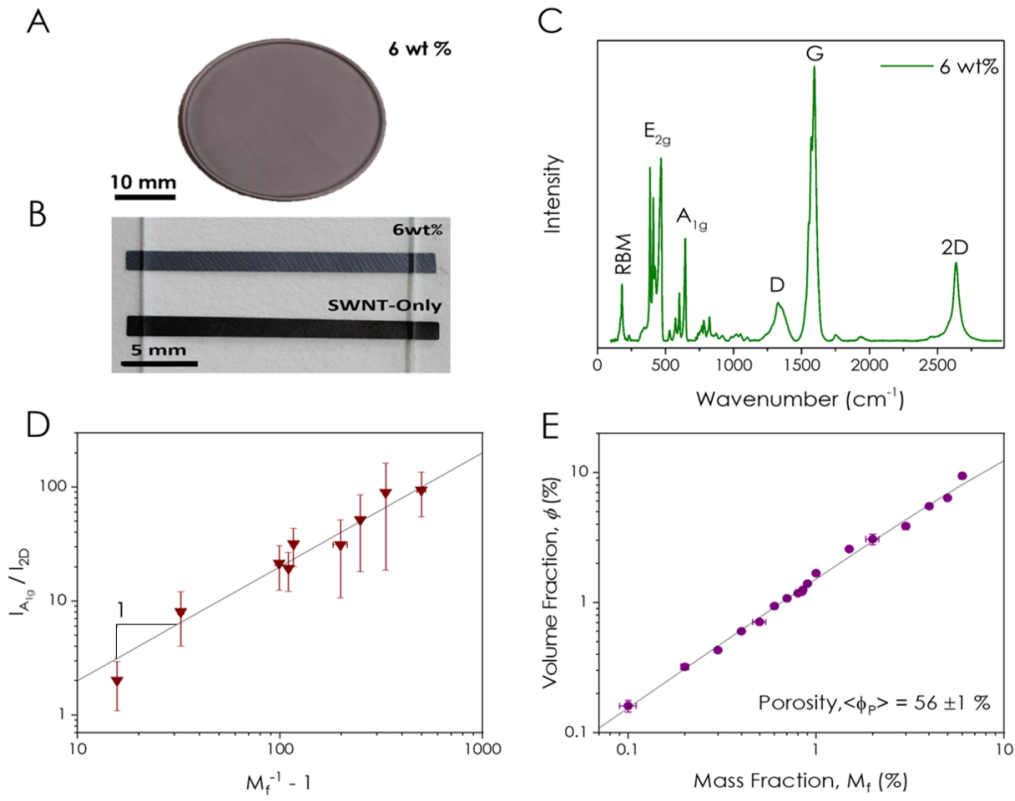 A
6 wt %
10 mm
B
6wt%
SWNT-Only
5 mm
C
6 wt%
G
E2g
A1g
RBM
D
2D
Intensity
0 500 1000 1500 2000 2500
Wavenumber (cm-1)
D
100
10
1
1
10 100 1000
IA1g / I2D
Mf-1 - 1
E
10
1
0.1
0.1 1 10
Volume Fraction, ϕ (%)
Porosity,<ϕP> = 56 ±1 %
Mass Fraction, Mf (%)